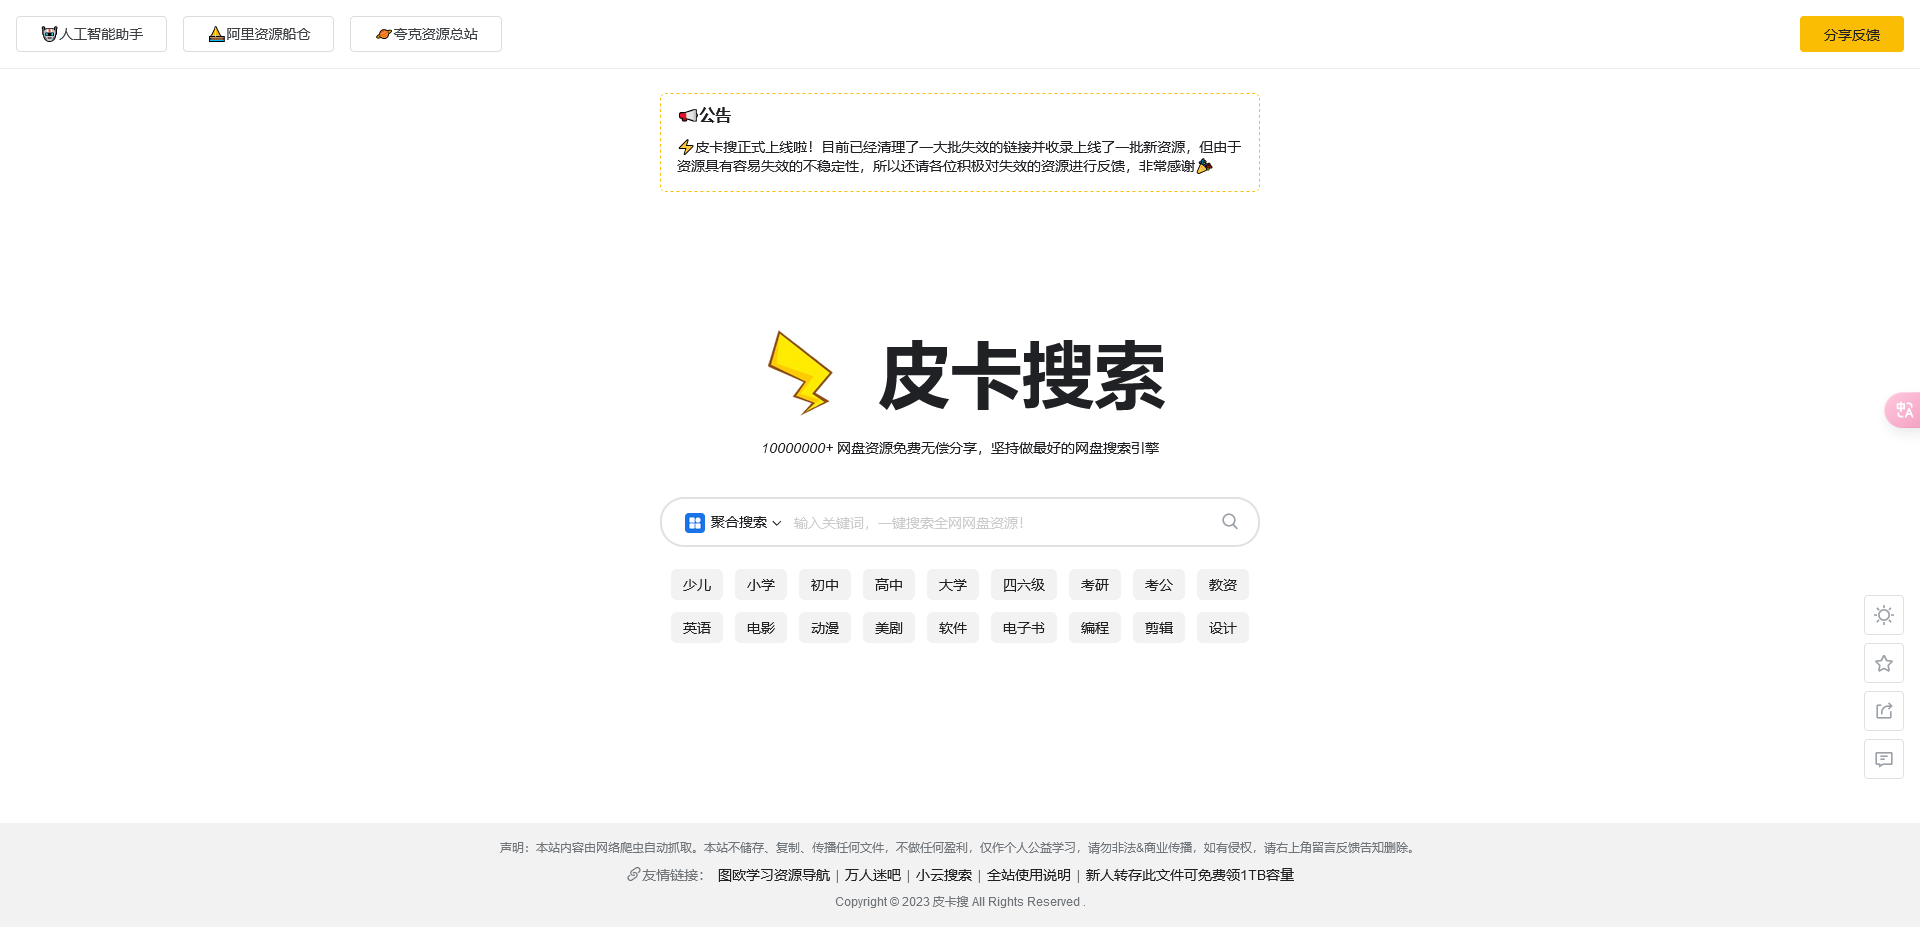 人工智能助手 阿里资源船仓 夸克资源总站 分享反馈
公告
皮卡搜正式上线啦！目前已经清理了一大批失效的链接并收录上线了一批新资源，但由于
资源具有容易失效的不稳定性，所以还请各位积极对失效的资源进行反馈，非常感谢
皮卡搜索
10000000+ 网盘资源免费无偿分享，坚持做最好的网盘搜索引擎
聚合搜索 输入关键词，一键搜索全网网盘资源！
少儿 小学 初中 高中 大学 四六级 考研 考公 教资
英语 电影 动漫 美剧 软件 电子书 编程 剪辑 设计
声明：本站内容由网络爬虫自动抓取。本站不储存、复制、传播任何文件，不做任何盈利，仅作个人公益学习，请勿非法&商业传播，如有侵权，请右上角留言反馈告知删除。
友情链接： 图欧学习资源导航 | 万人迷吧 | 小云搜索 | 全站使用说明 | 新人转存此文件可免费领1TB容量
Copyright © 2023 皮卡搜 All Rights Reserved .